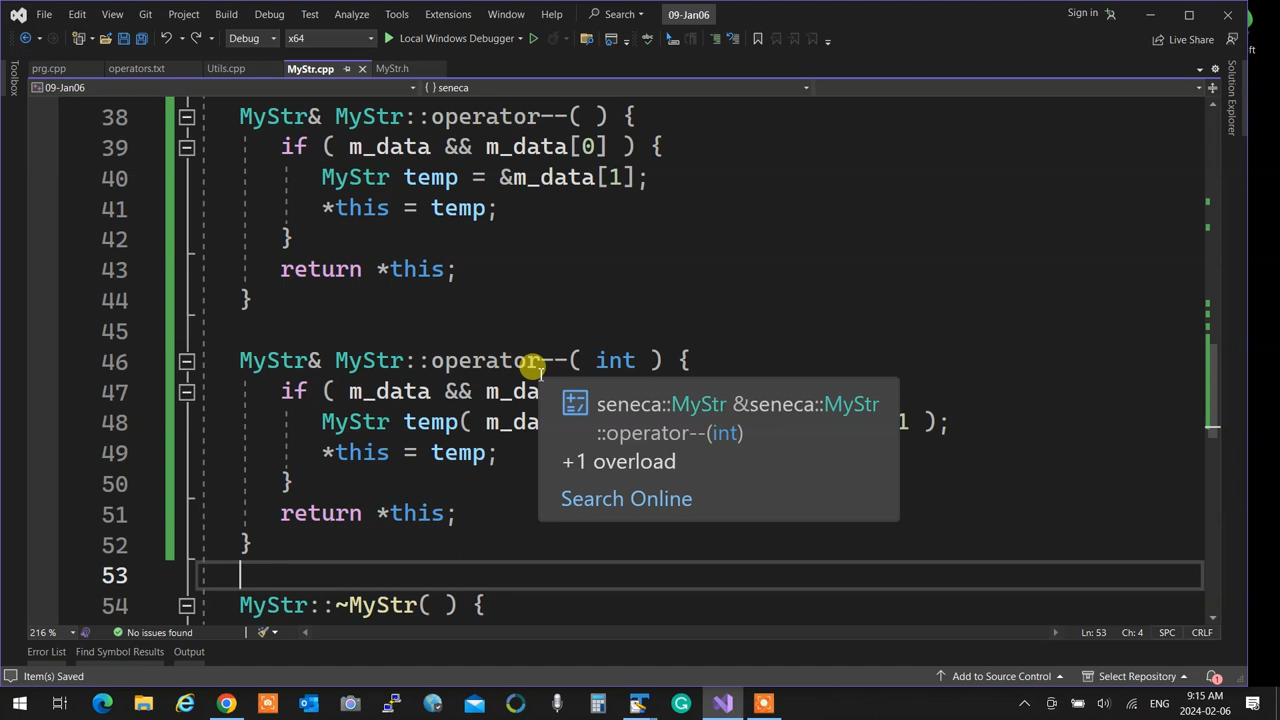 File Edit View Git Project Build Debug Test Analyze Tools Extensions Window Help Search 09-Jan06 Sign in
Debug x64 Local Windows Debugger Live Share
prg.cpp operators.txt Utils.cpp MyStr.cpp MyStr.h
Toolbox
Solution Explorer
09-Jan06 {} seneca
38 MyStr& MyStr::operator--( ) {
39 if ( m_data && m_data[0] ) {
40 MyStr temp = &m_data[1];
41 *this = temp;
42 }
43 return *this;
44 }
45
46 MyStr& MyStr::operator--( int ) {
47 if ( m_data && m_da
48 MyStr temp( m_d 1 );
49 *this = temp;
50 }
51 return *this;
52 }
53
54 MyStr::~MyStr( ) {
seneca::MyStr &seneca::MyStr
::operator--(int)
+1 overload
Search Online
216 % No issues found Ln: 53 Ch: 4 SPC CRLF
Error List Find Symbol Results Output
Item(s) Saved Add to Source Control Select Repository 1
ENG 9:15 AM
2024-02-06